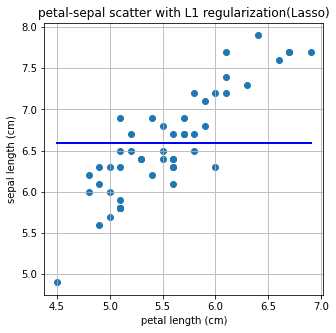 petal-sepal scatter with L1 regularization(Lasso)
8.0
7.5
7.0
6.5
6.0
5.5
5.0
sepal length (cm)
4.5 5.0 5.5 6.0 6.5 7.0
petal length (cm)